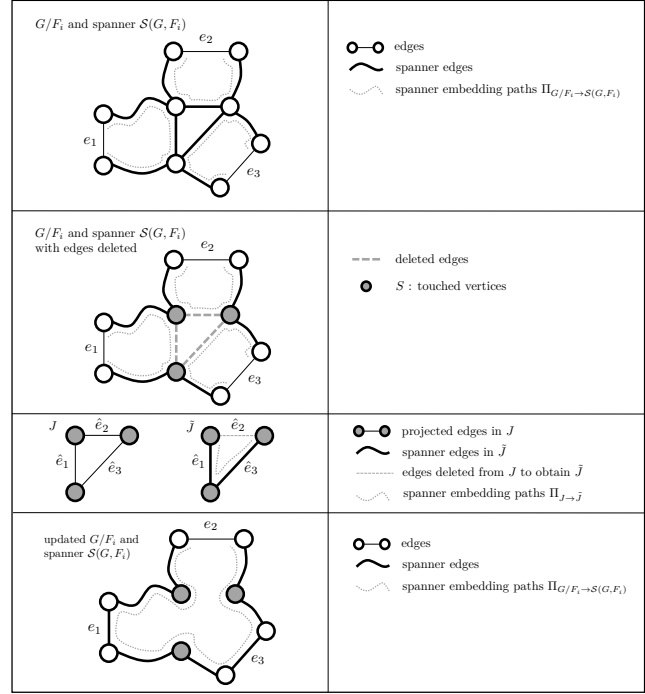 G/F_i and spanner S(G, F_i)
e_2
e_1
e_3
edges
spanner edges
spanner embedding paths Π_{G/F_i→S(G,F_i)}
G/F_i and spanner S(G, F_i)
with edges deleted
e_2
e_1
e_3
deleted edges
S : touched vertices
J
ê_2
ê_1
ê_3
J̃
ê_2
ê_1
ê_3
projected edges in J
spanner edges in J̃
edges deleted from J to obtain J̃
spanner embedding paths Π_{J→J̃}
updated G/F_i and
spanner S(G, F_i)
e_2
e_1
e_3
edges
spanner edges
spanner embedding paths Π_{G/F_i→S(G,F_i)}